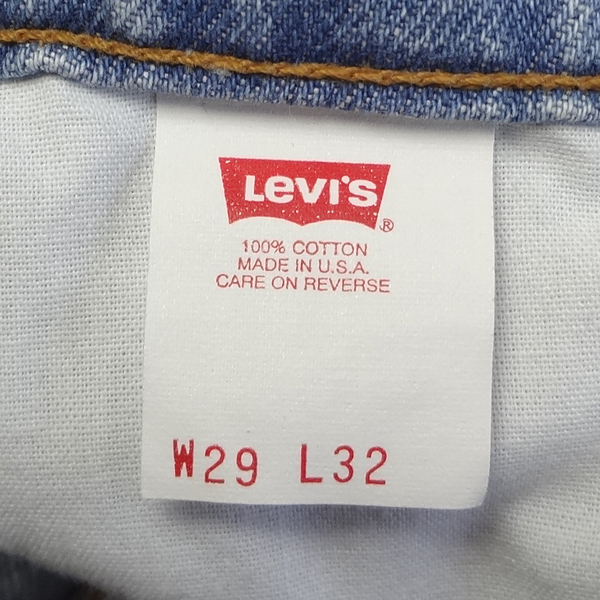 Levi's ®
100% COTTON
MADE IN U.S.A.
CARE ON REVERSE
W29 L32